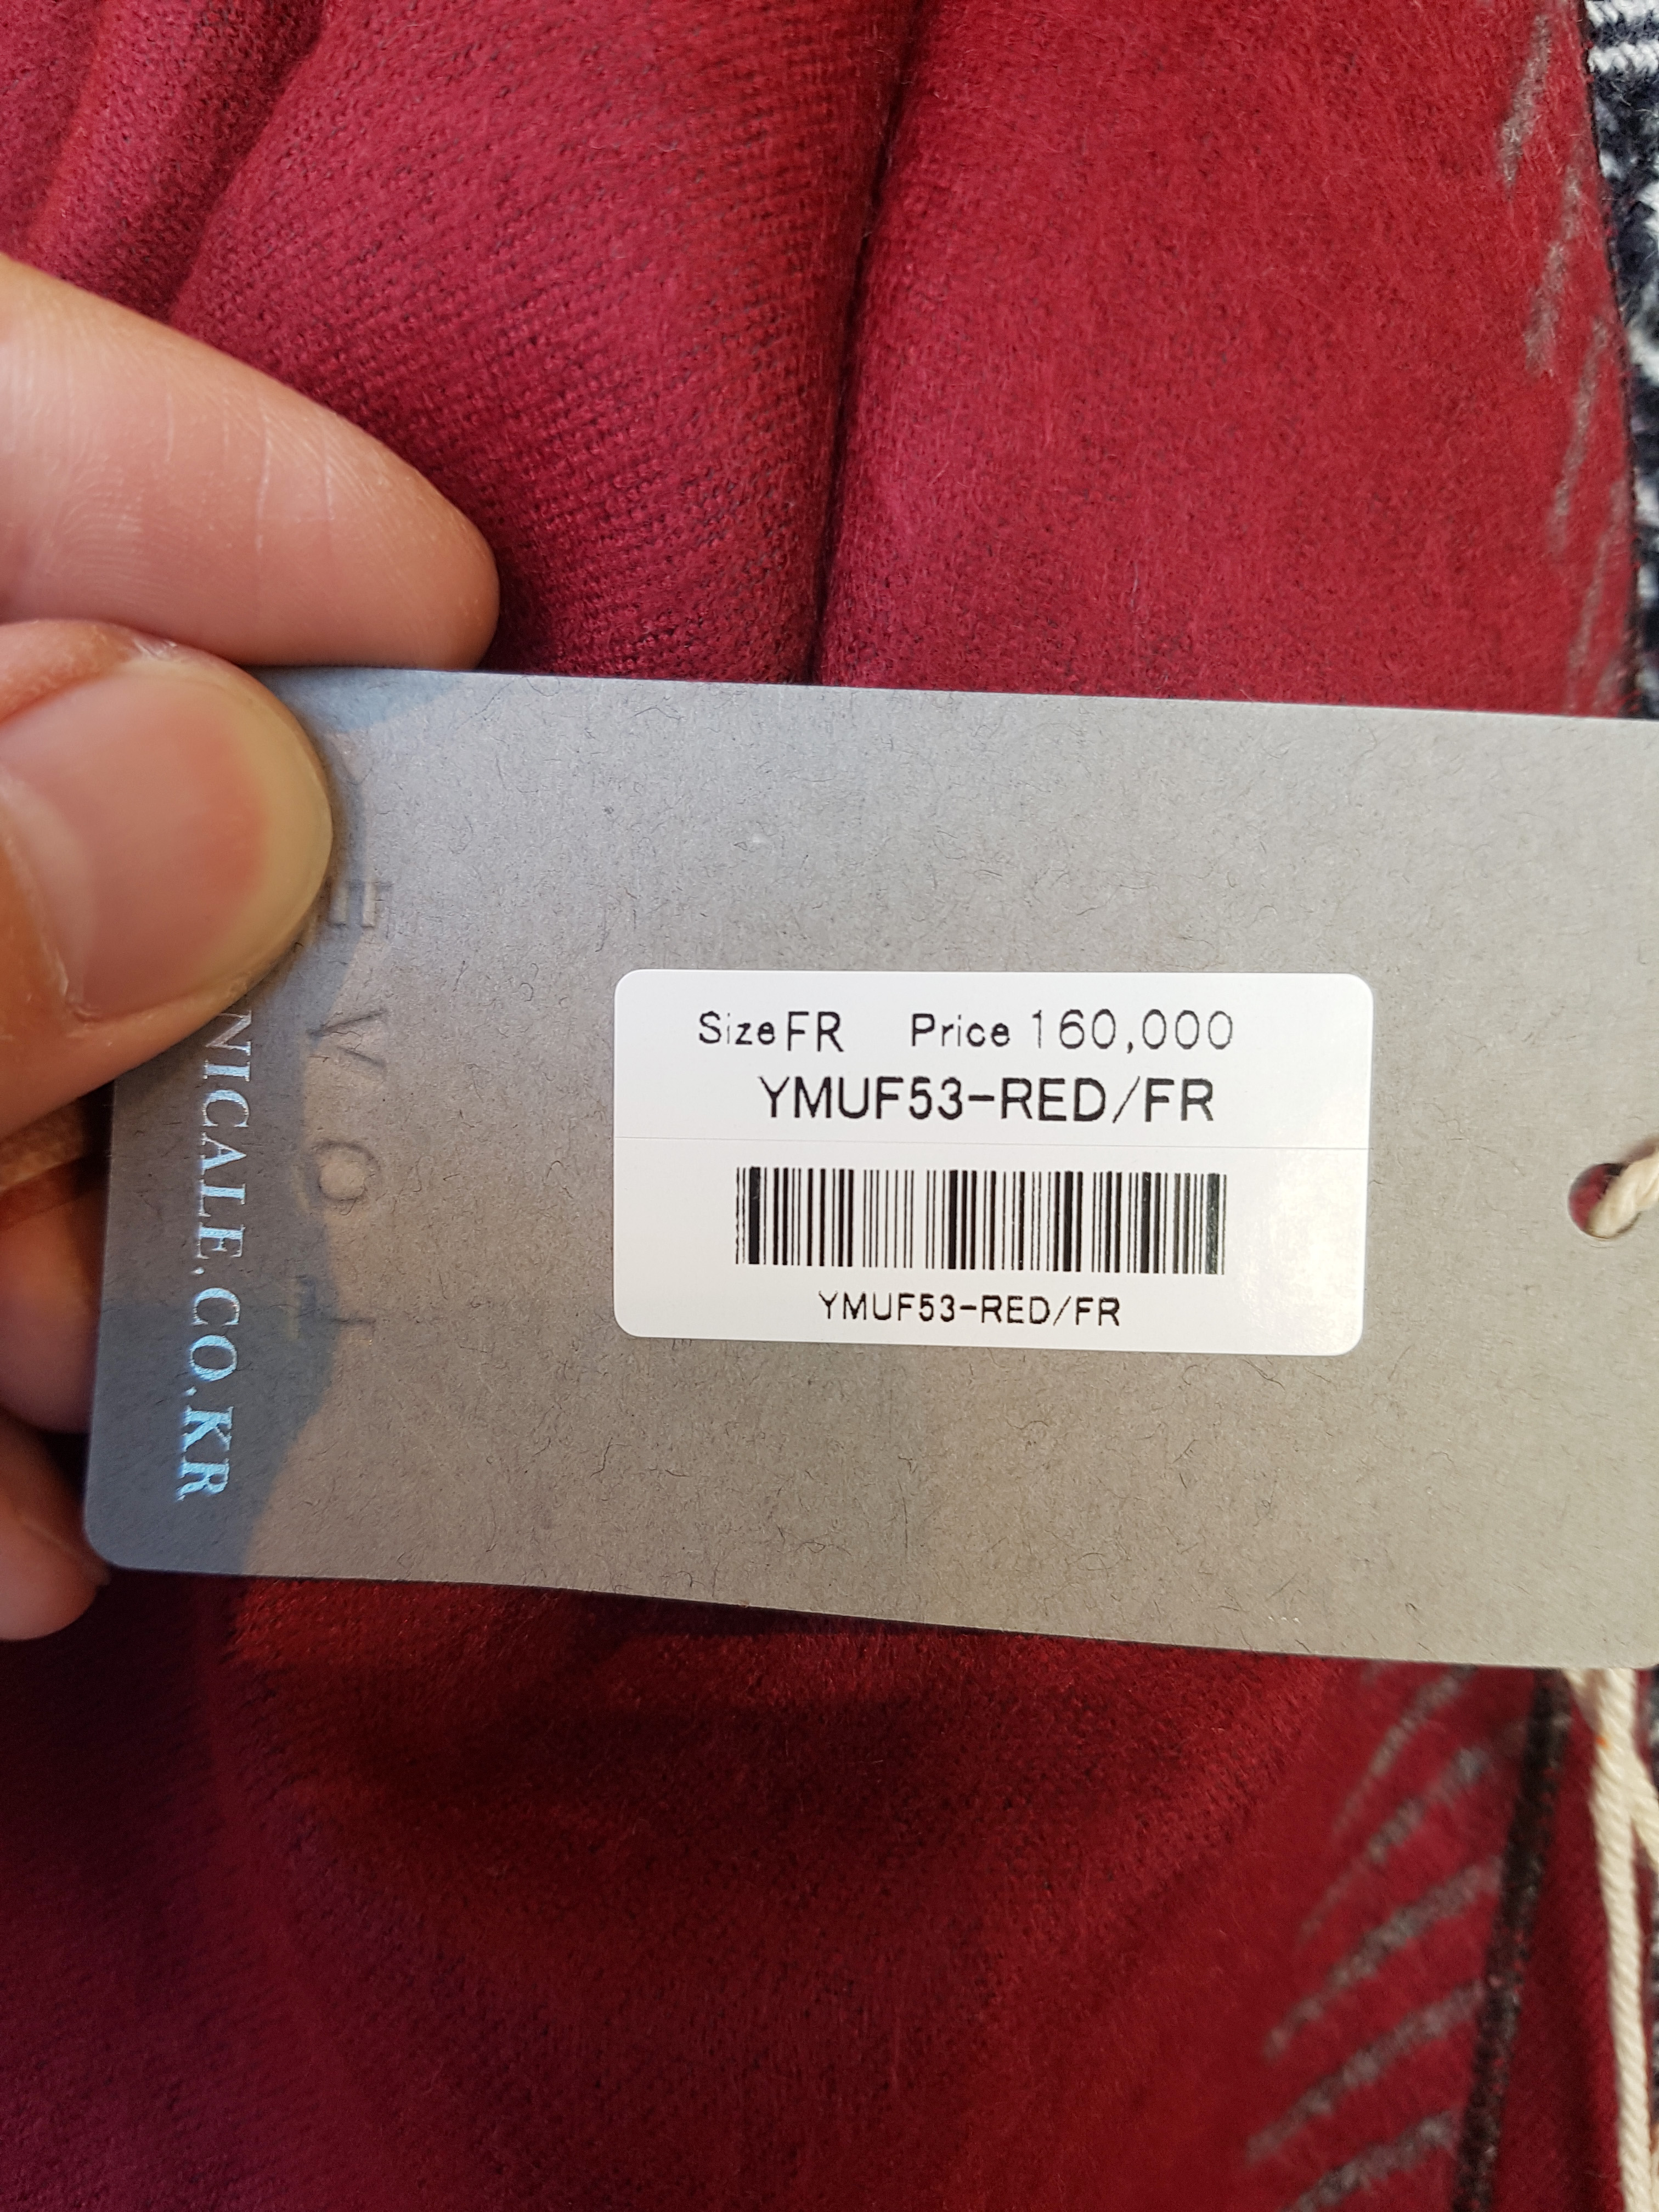 Size FR Price 160,000
YMUF53-RED/FR
YMUF53-RED/FR
NICALE.CO.KR